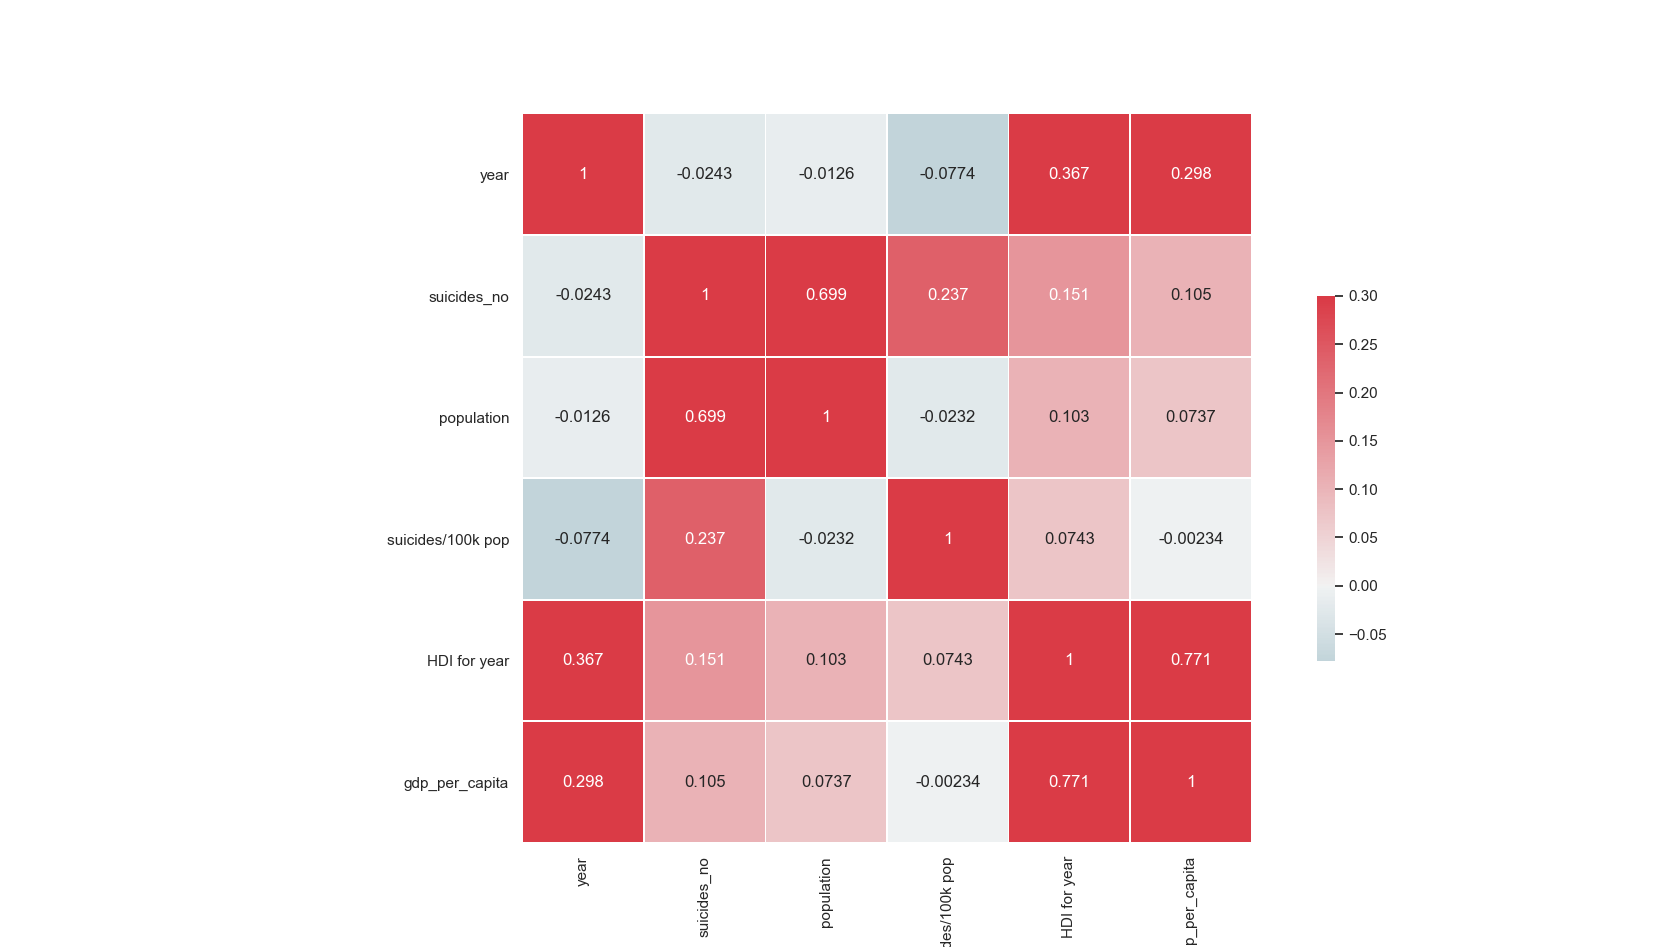 year 1 -0.0243 -0.0126 -0.0774 0.367 0.298
suicides_no -0.0243 1 0.699 0.237 0.151 0.105
population -0.0126 0.699 1 -0.0232 0.103 0.0737
suicides/100k pop -0.0774 0.237 -0.0232 1 0.0743 -0.00234
HDI for year 0.367 0.151 0.103 0.0743 1 0.771
gdp_per_capita 0.298 0.105 0.0737 -0.00234 0.771 1
year
suicides_no
population
des/100k pop
HDI for year
p_per_capita
0.30
0.25
0.20
0.15
0.10
0.05
0.00
−0.05